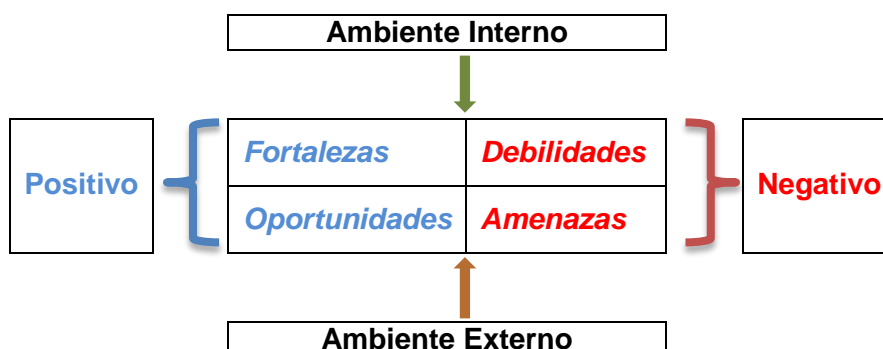 Ambiente Interno
Positivo
Fortalezas
Debilidades
Oportunidades
Amenazas
Negativo
Ambiente Externo